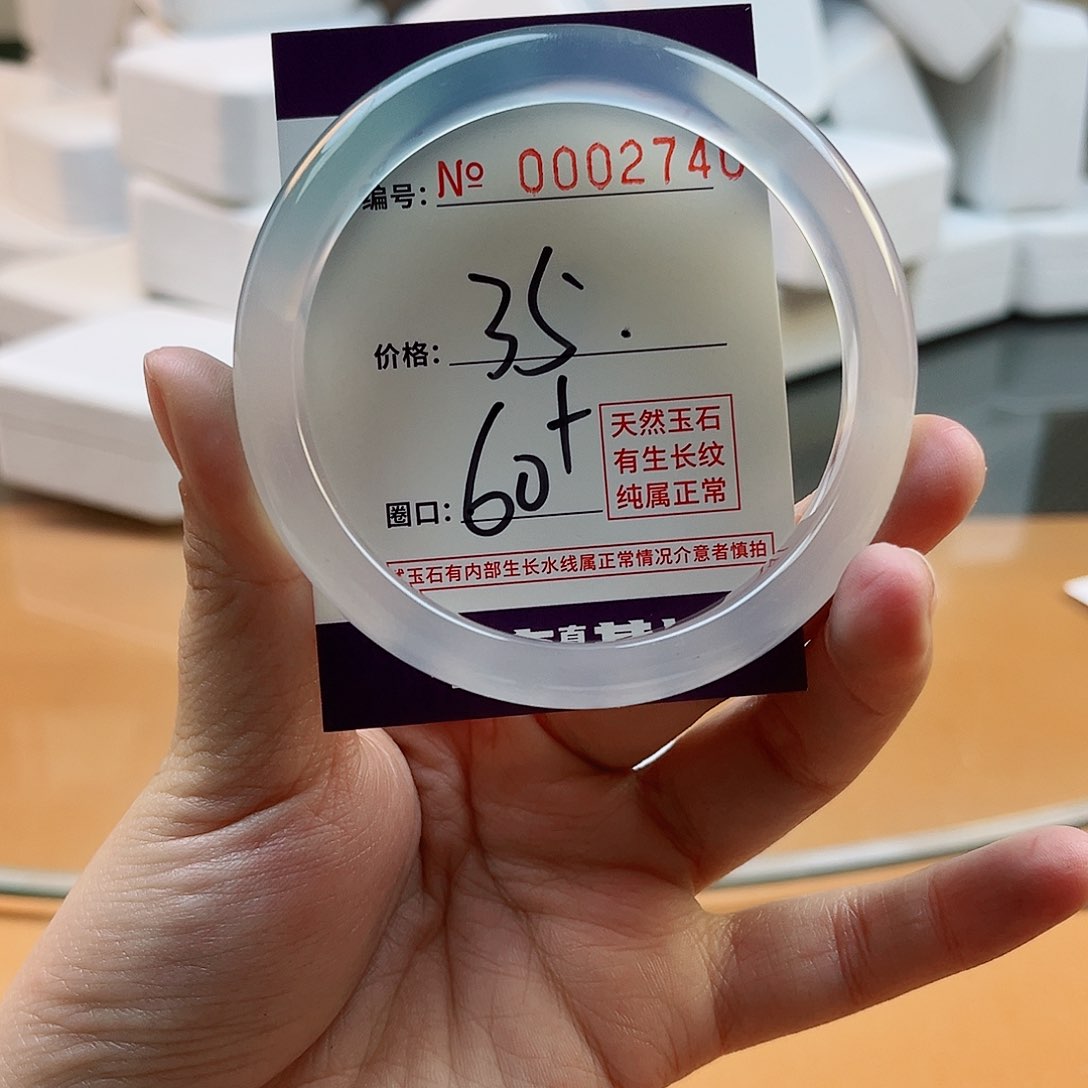 编号: № 0002740
价格: 35.
圈口: 60+
天然玉石
有生长纹
纯属正常
玉石有内部生长水线属正常情况介意者慎拍